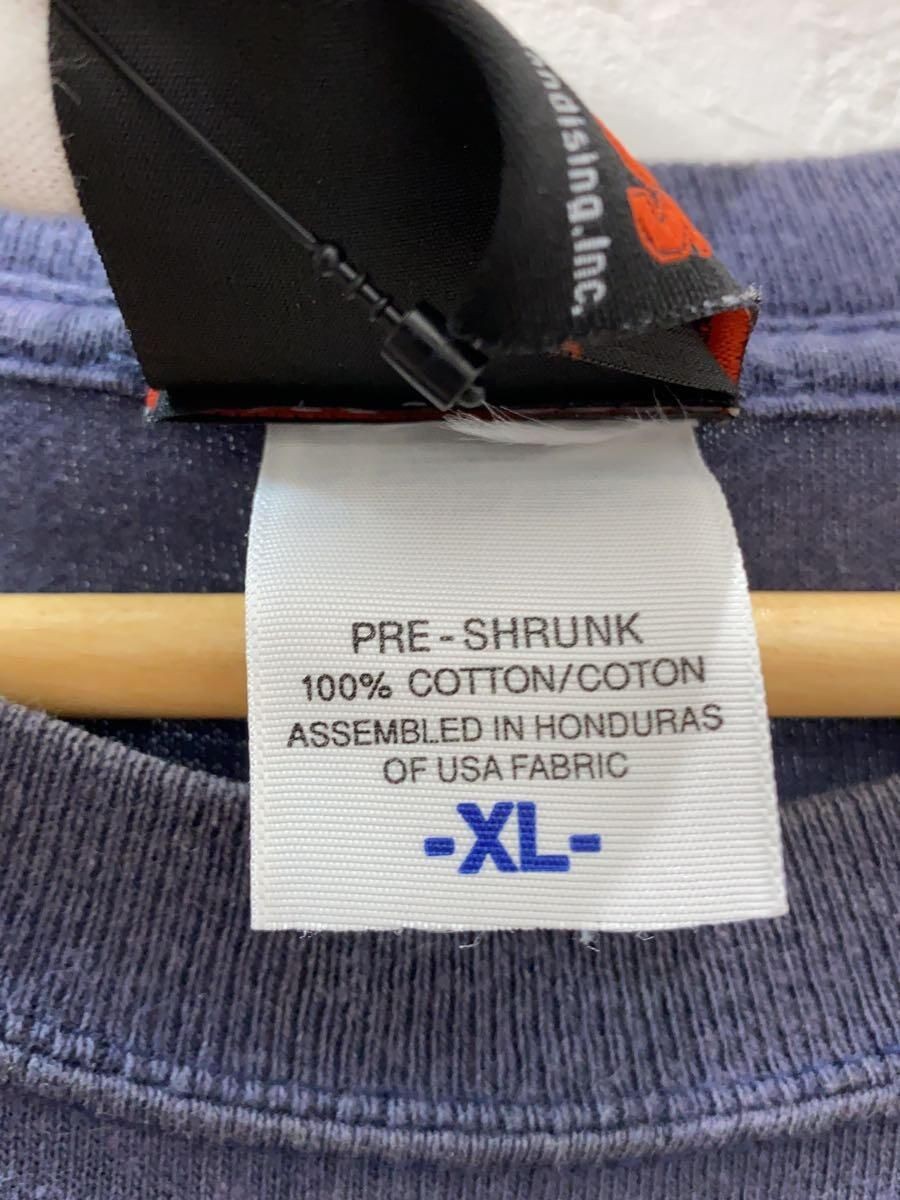 ndising.Inc.
PRE-SHRUNK
100% COTTON/COTON
ASSEMBLED IN HONDURAS
OF USA FABRIC
-XL-